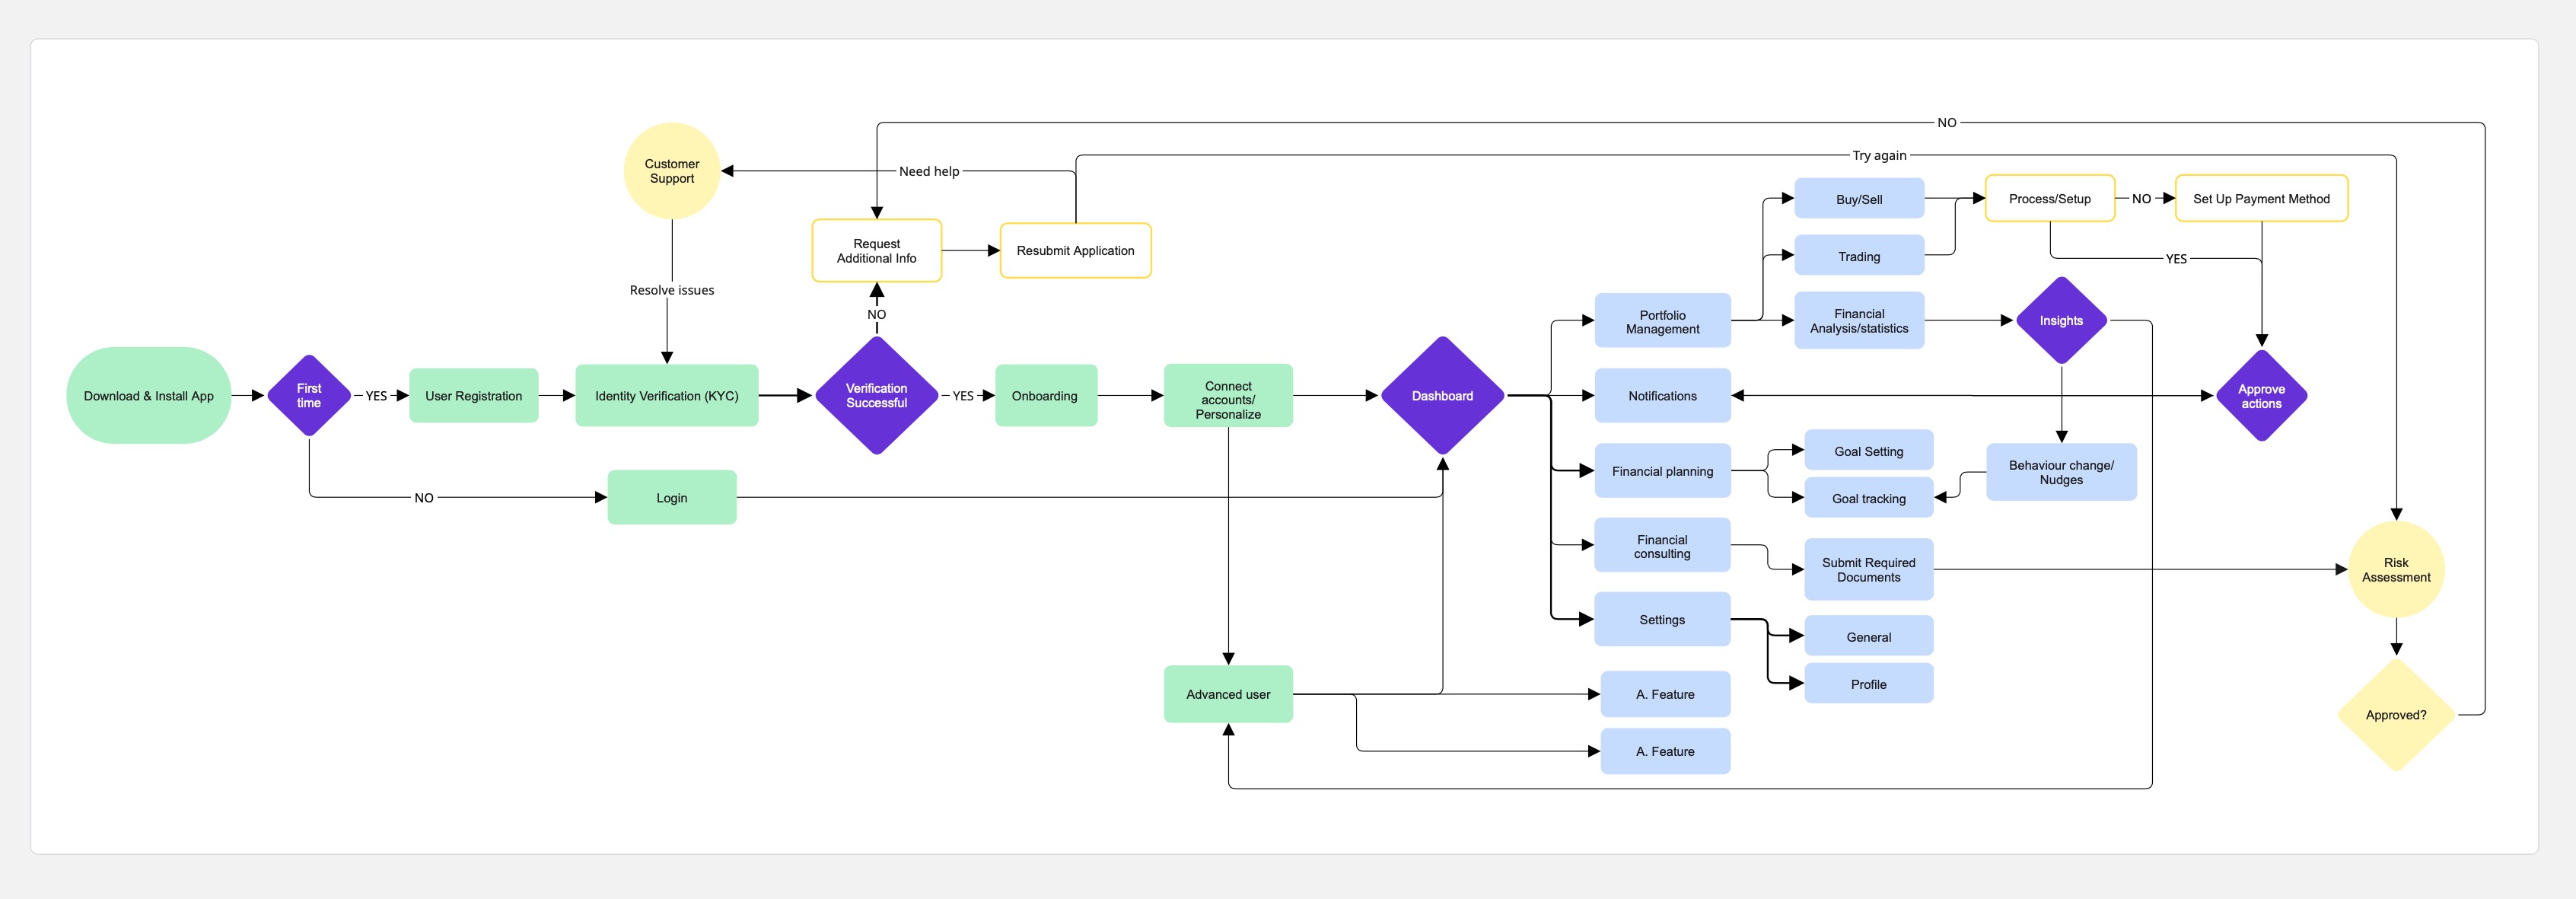 NO
Try again
Customer
Support
Need help
Buy/Sell
Process/Setup
NO
Set Up Payment Method
Request
Additional Info
Resubmit Application
Trading
YES
Resolve issues
NO
Portfolio
Management
Financial
Analysis/statistics
Insights
Download & Install App
First
time
YES
User Registration
Identity Verification (KYC)
Verification
Successful
YES
Onboarding
Connect
accounts/
Personalize
Dashboard
Notifications
Approve
actions
Financial planning
Goal Setting
Goal tracking
Behaviour change/
Nudges
NO
Login
Financial
consulting
Submit Required
Documents
Risk
Assessment
Settings
General
Profile
Advanced user
A. Feature
A. Feature
Approved?